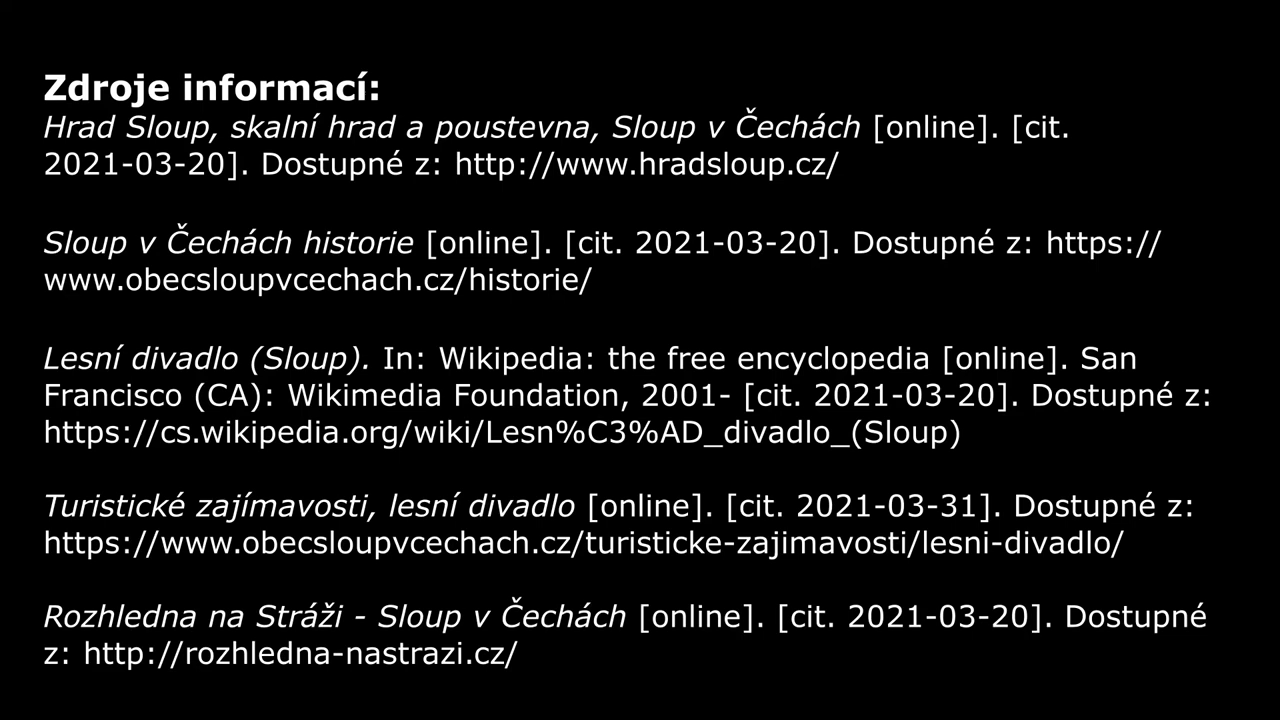 Zdroje informací:
Hrad Sloup, skalní hrad a poustevna, Sloup v Čechách [online]. [cit.
2021-03-20]. Dostupné z: http://www.hradsloup.cz/
Sloup v Čechách historie [online]. [cit. 2021-03-20]. Dostupné z: https://
www.obecsloupvcechach.cz/historie/
Lesní divadlo (Sloup). In: Wikipedia: the free encyclopedia [online]. San
Francisco (CA): Wikimedia Foundation, 2001- [cit. 2021-03-20]. Dostupné z:
https://cs.wikipedia.org/wiki/Lesn%C3%AD_divadlo_(Sloup)
Turistické zajímavosti, lesní divadlo [online]. [cit. 2021-03-31]. Dostupné z:
https://www.obecsloupvcechach.cz/turisticke-zajimavosti/lesni-divadlo/
Rozhledna na Stráži - Sloup v Čechách [online]. [cit. 2021-03-20]. Dostupné
z: http://rozhledna-nastrazi.cz/